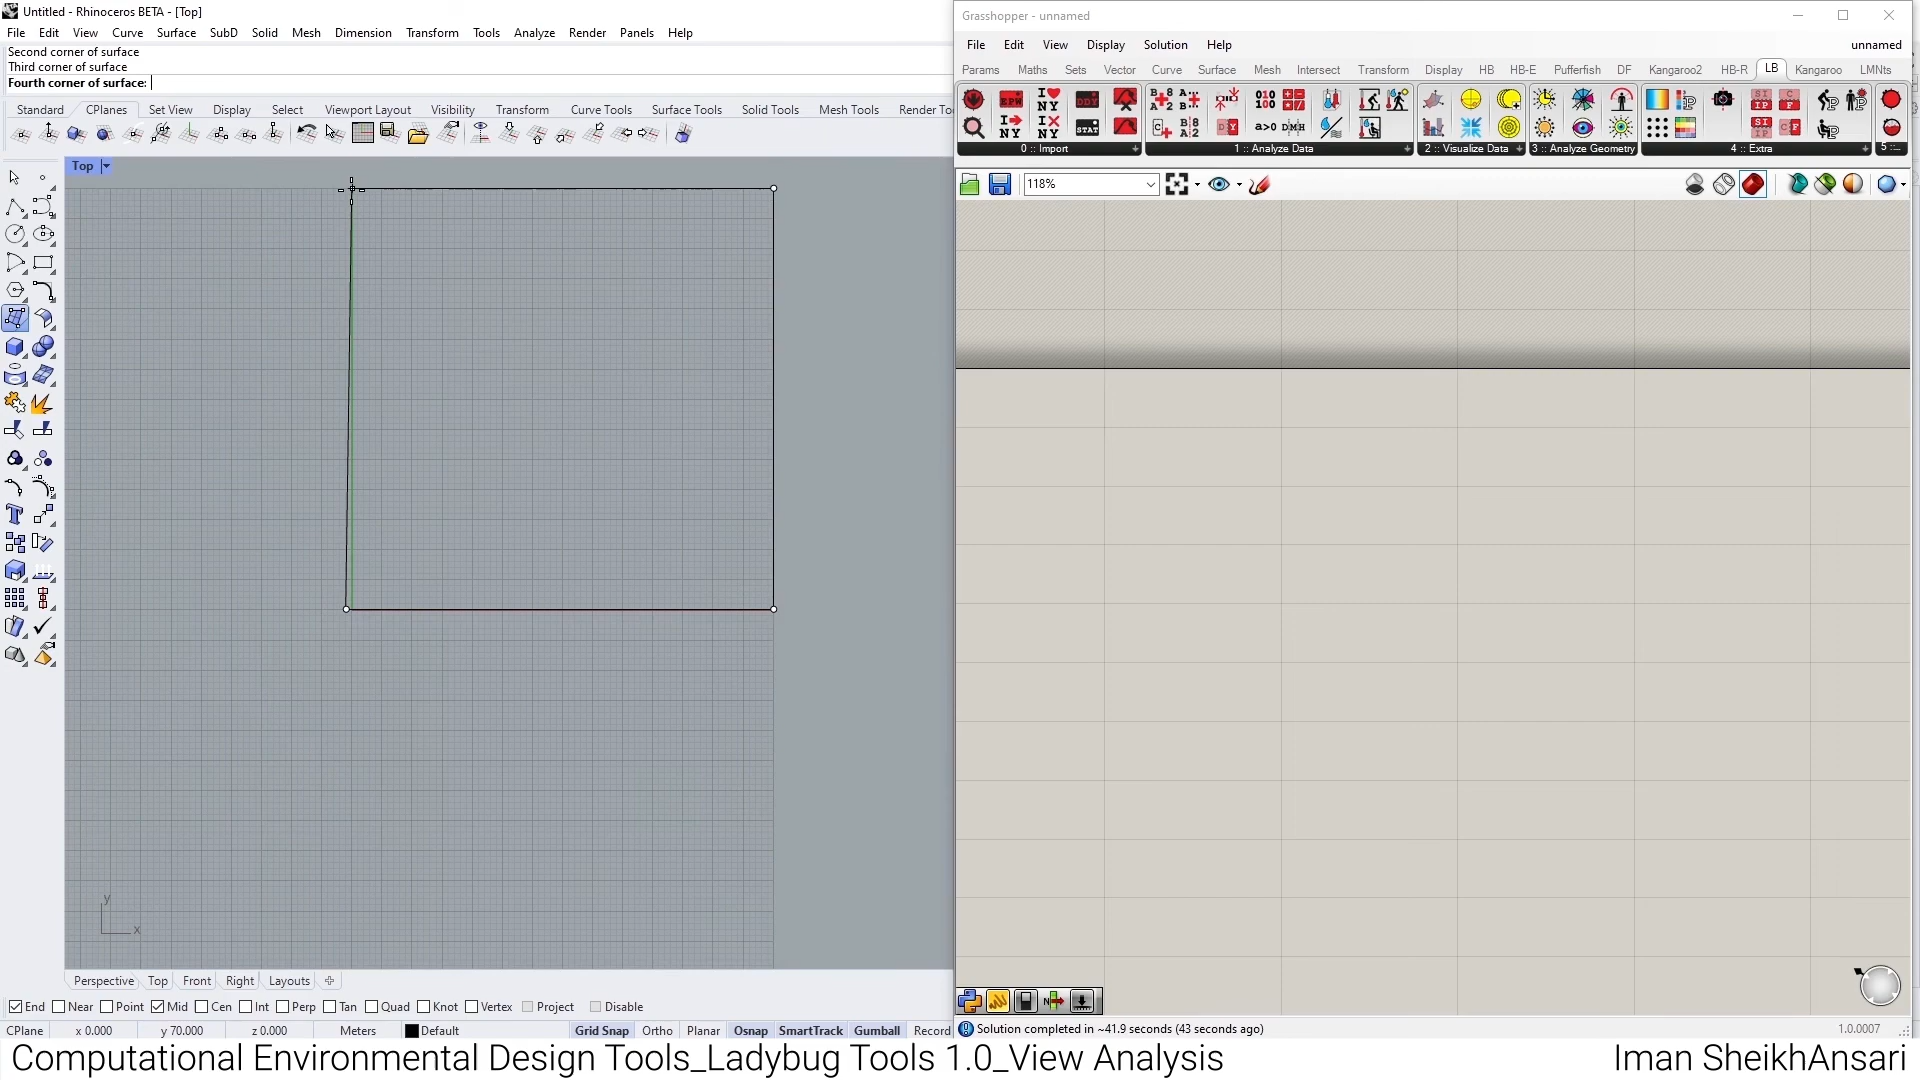 Untitled - Rhinoceros BETA - [Top]
File Edit View Curve Surface SubD Solid Mesh Dimension Transform Tools Analyze Render Panels Help
Second corner of surface
Third corner of surface
Fourth corner of surface:
Standard CPlanes Set View Display Select Viewport Layout Visibility Transform Curve Tools Surface Tools Solid Tools Mesh Tools Render To
Top
y
x
Perspective Top Front Right Layouts
End Near Point Mid Cen Int Perp Tan Quad Knot Vertex Project Disable
CPlane x 0.000 y 70.000 z 0.000 Meters Default Grid Snap Ortho Planar Osnap SmartTrack Gumball Record
Grasshopper - unnamed
File Edit View Display Solution Help unnamed
Params Maths Sets Vector Curve Surface Mesh Intersect Transform Display HB HB-E Pufferfish DF Kangaroo2 HB-R LB Kangaroo LMNts
0 :: Import 1 :: Analyze Data 2 :: Visualize Data 3 :: Analyze Geometry 4 :: Extra
118%
Solution completed in ~41.9 seconds (43 seconds ago) 1.0.0007
Computational Environmental Design Tools_Ladybug Tools 1.0_View Analysis Iman SheikhAnsari